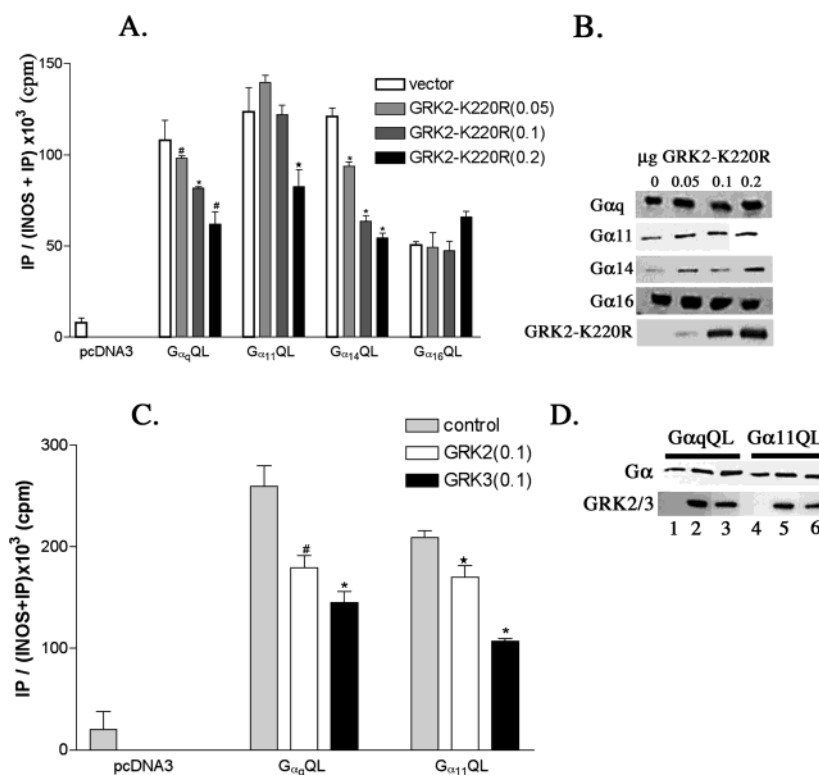 A.
IP / (INOS + IP) x10³ (cpm)
150
100
50
0
vector
GRK2-K220R(0.05)
GRK2-K220R(0.1)
GRK2-K220R(0.2)
# * #
*
* * *
pcDNA3 GαqQL Gα11QL Gα14QL Gα16QL
B.
µg GRK2-K220R
0 0.05 0.1 0.2
Gαq
Gα11
Gα14
Gα16
GRK2-K220R
C.
IP / (INOS+IP)x10³ (cpm)
300
200
100
0
control
GRK2(0.1)
GRK3(0.1)
# *
★ *
pcDNA3 GαqQL Gα11QL
D.
GαqQL Gα11QL
Gα
GRK2/3
1 2 3 4 5 6